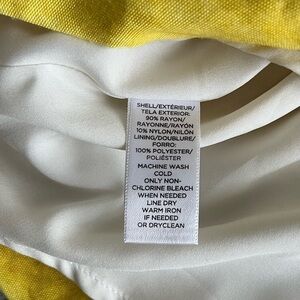 SHELL/EXTÉRIEUR/
TELA EXTERIOR:
90% RAYON/
RAYONNE/RAYÓN
10% NYLON/NILÓN
LINING/DOUBLURE/
FORRO:
100% POLYESTER/
POLIÉSTER
MACHINE WASH
COLD
ONLY NON-
CHLORINE BLEACH
WHEN NEEDED
LINE DRY
WARM IRON
IF NEEDED
OR DRYCLEAN